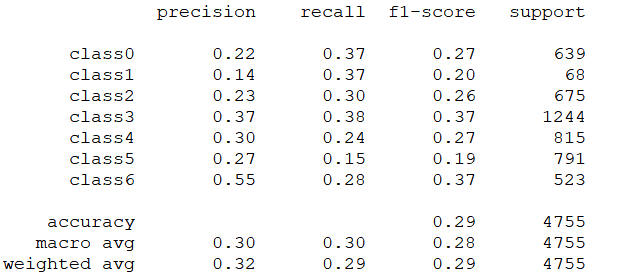 precision recall f1-score support
class0 0.22 0.37 0.27 639
class1 0.14 0.37 0.20 68
class2 0.23 0.30 0.26 675
class3 0.37 0.38 0.37 1244
class4 0.30 0.24 0.27 815
class5 0.27 0.15 0.19 791
class6 0.55 0.28 0.37 523
accuracy 0.29 4755
macro avg 0.30 0.30 0.28 4755
weighted avg 0.32 0.29 0.29 4755